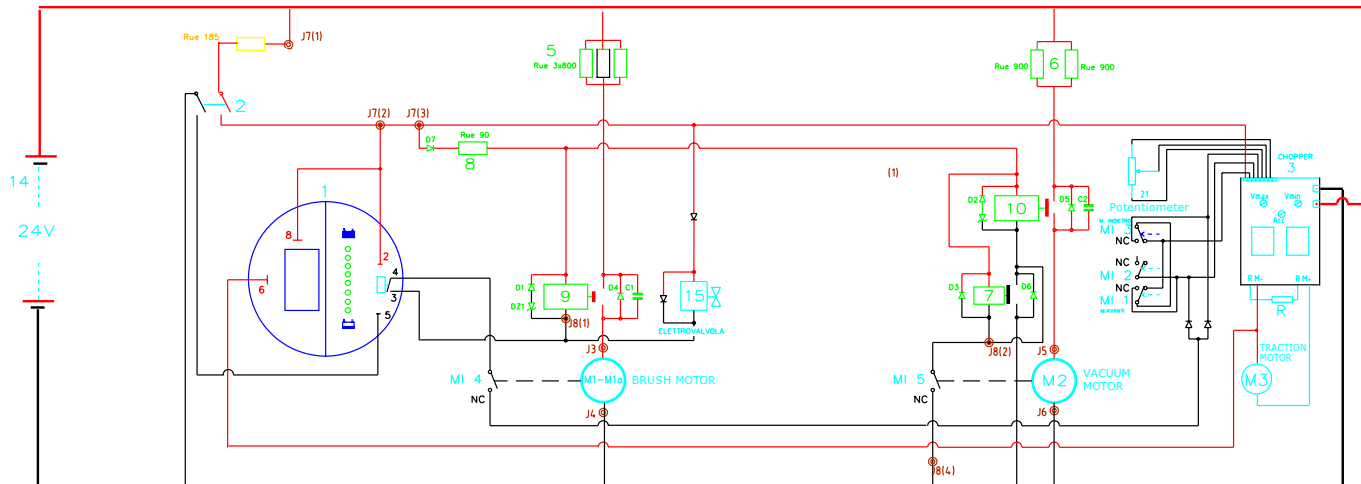 Rue 185
J7(1)
5
Rue 3x800
Rue 900
6
Rue 900
2
J7(2)
J7(3)
D7
Rue 90
8
(1)
CHOPPER
3
14
24V
1
8
2
4
3
6
5
D1
DZ1
9
D4
C1
J8(1)
15
ELETTROVALVOLA
D2
10
D5
C2
D3
7
D6
J8(2)
21
Potentiometer
MI 3
NC
NC
MI 2
NC
MI 1
M.AVANTI
Vmax
Vmin
Acc
B M-
B M-
R
J3
J5
TRACTION
MOTOR
MI 4
NC
M1-M1a
BRUSH MOTOR
MI 5
NC
M2
VACUUM
MOTOR
M3
J4
J6
J8(4)